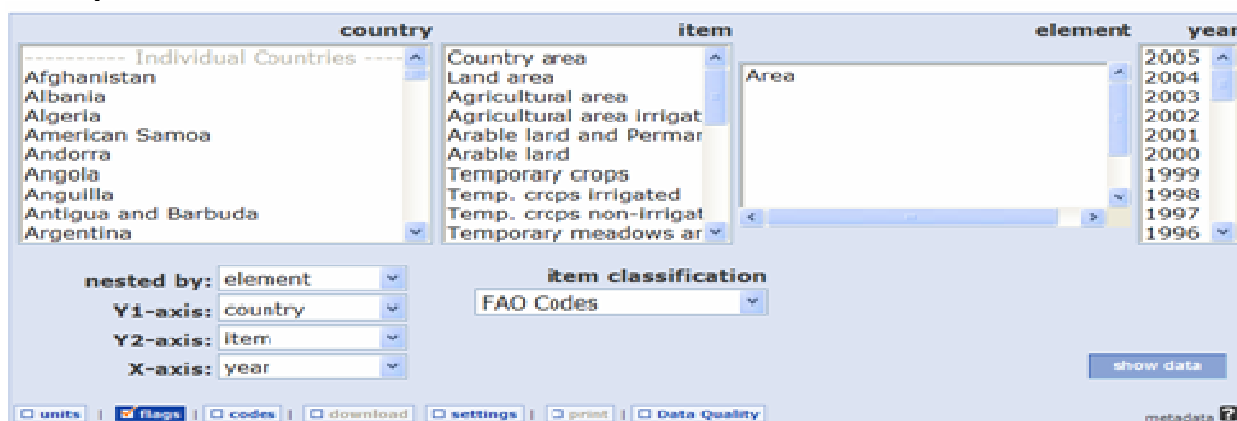 country item element year
---------- Individual Countries ----
Afghanistan
Albania
Algeria
American Samoa
Andorra
Angola
Anguilla
Antigua and Barbuda
Argentina
Country area
Land area
Agricultural area
Agricultural area irrigat
Arable land and Perman
Arable land
Temporary crops
Temp. crops irrigated
Temp. crops non-irrigat
Temporary meadows ar
Area
2005
2004
2003
2002
2001
2000
1999
1998
1997
1996
nested by: element
Y1-axis: country
Y2-axis: item
X-axis: year
item classification
FAO Codes
show data
units | flags | codes | download | settings | print | Data Quality
metadata ?